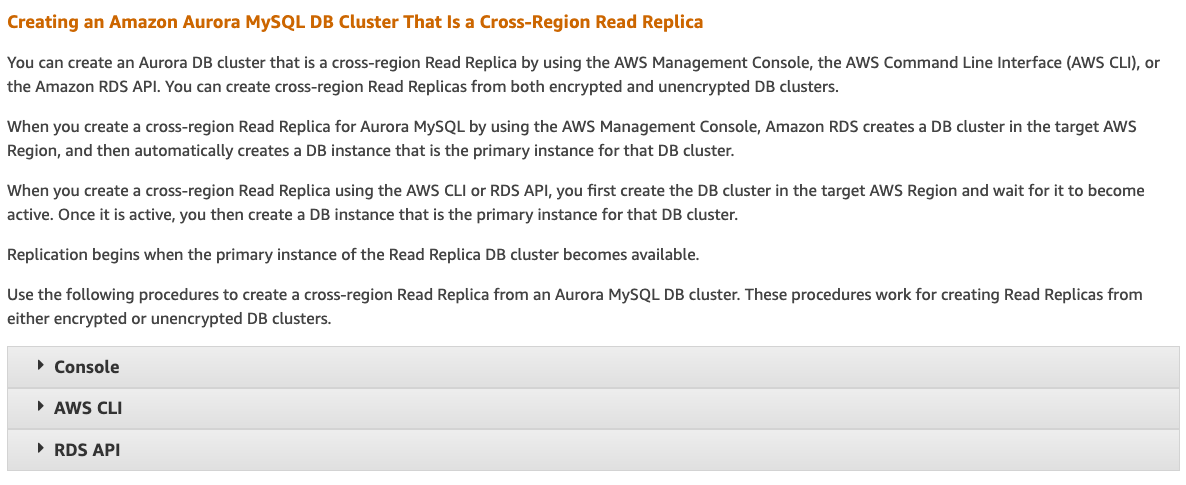 Creating an Amazon Aurora MySQL DB Cluster That Is a Cross-Region Read Replica
You can create an Aurora DB cluster that is a cross-region Read Replica by using the AWS Management Console, the AWS Command Line Interface (AWS CLI), or
the Amazon RDS API. You can create cross-region Read Replicas from both encrypted and unencrypted DB clusters.
When you create a cross-region Read Replica for Aurora MySQL by using the AWS Management Console, Amazon RDS creates a DB cluster in the target AWS
Region, and then automatically creates a DB instance that is the primary instance for that DB cluster.
When you create a cross-region Read Replica using the AWS CLI or RDS API, you first create the DB cluster in the target AWS Region and wait for it to become
active. Once it is active, you then create a DB instance that is the primary instance for that DB cluster.
Replication begins when the primary instance of the Read Replica DB cluster becomes available.
Use the following procedures to create a cross-region Read Replica from an Aurora MySQL DB cluster. These procedures work for creating Read Replicas from
either encrypted or unencrypted DB clusters.
Console
AWS CLI
RDS API